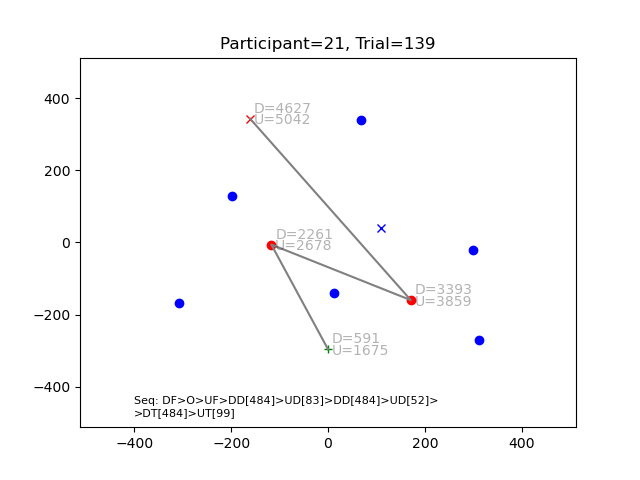 Participant=21, Trial=139
400
200
0
−200
−400
D=4627
U=5042
D=2261
U=2678
D=3393
U=3859
D=591
U=1675
Seq: DF>O>UF>DD[484]>UD[83]>DD[484]>UD[52]>
>DT[484]>UT[99]
−400 −200 0 200 400